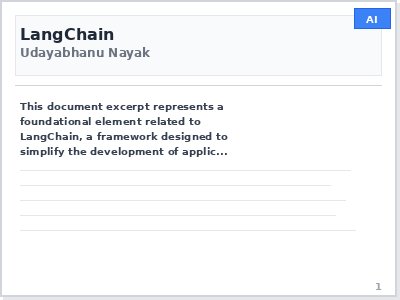 AI
LangChain
Udayabhanu Nayak
This document excerpt represents a
foundational element related to
LangChain, a framework designed to
simplify the development of applic...
1